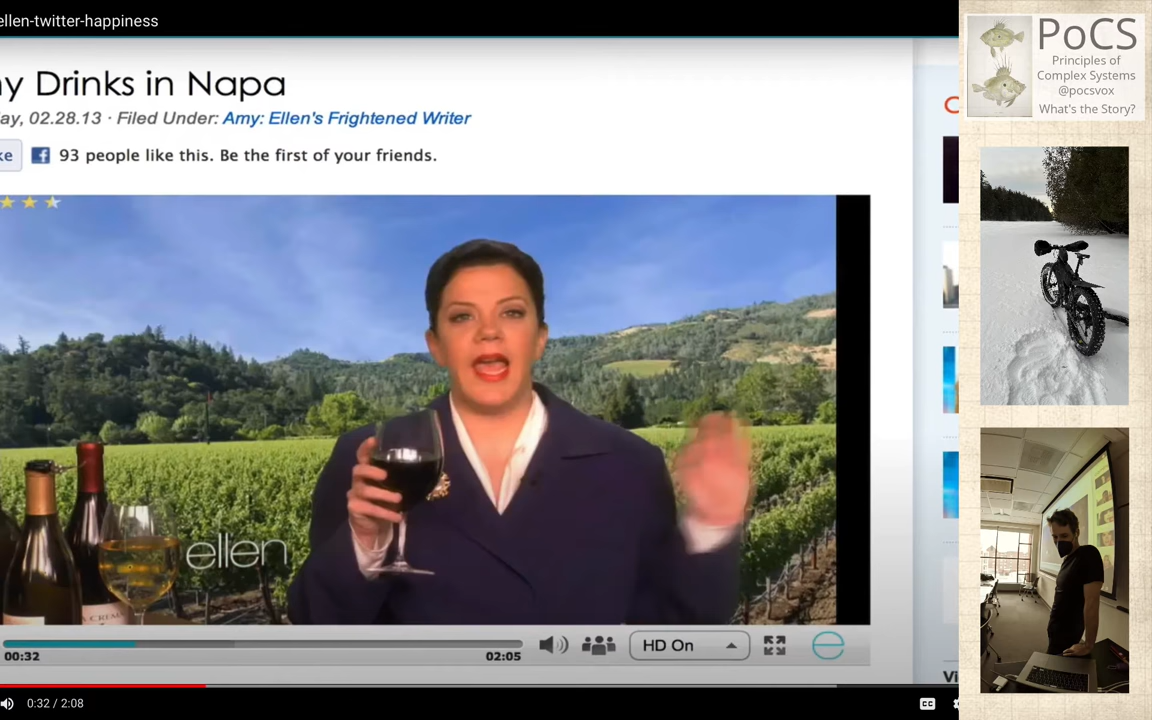 ellen-twitter-happiness
y Drinks in Napa
ay, 02.28.13 · Filed Under: Amy: Ellen's Frightened Writer
ke
93 people like this. Be the first of your friends.
ellen
00:32
02:05
HD On
Vi
0:32 / 2:08
CC
PoCS
Principles of
Complex Systems
@pocsvox
What's the Story?